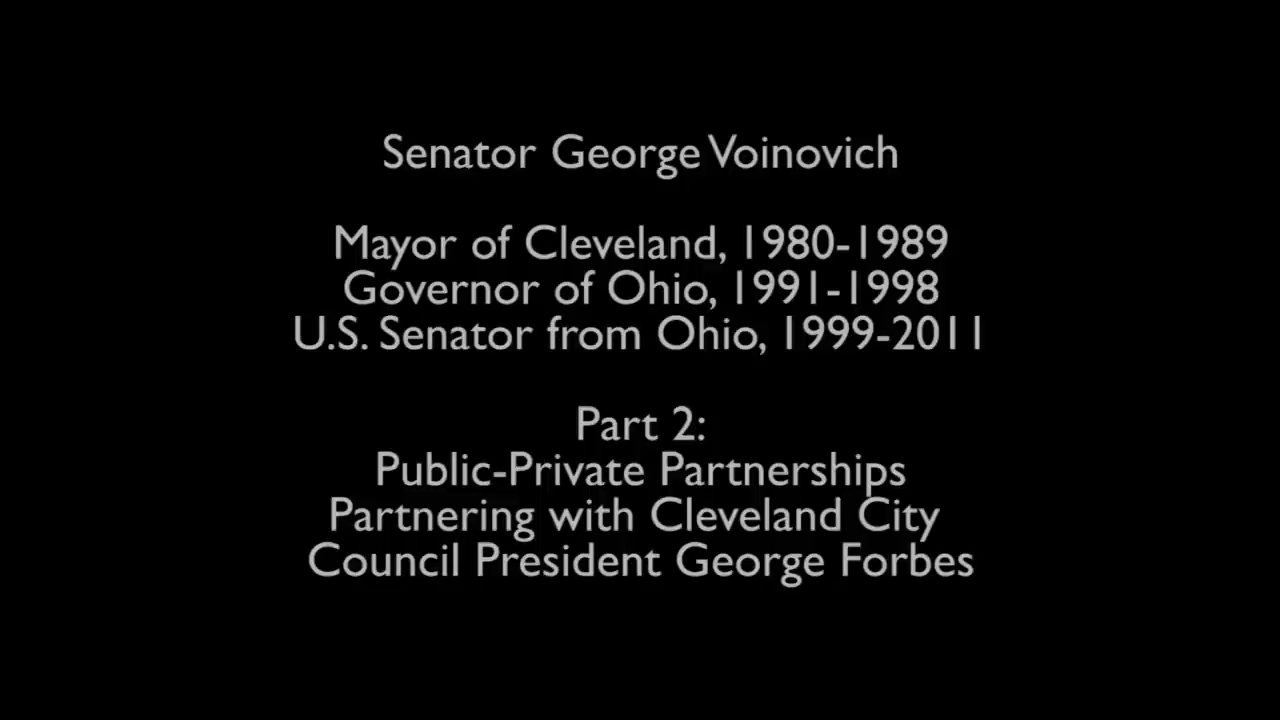 Senator George Voinovich
Mayor of Cleveland, 1980-1989
Governor of Ohio, 1991-1998
U.S. Senator from Ohio, 1999-2011
Part 2:
Public-Private Partnerships
Partnering with Cleveland City
Council President George Forbes